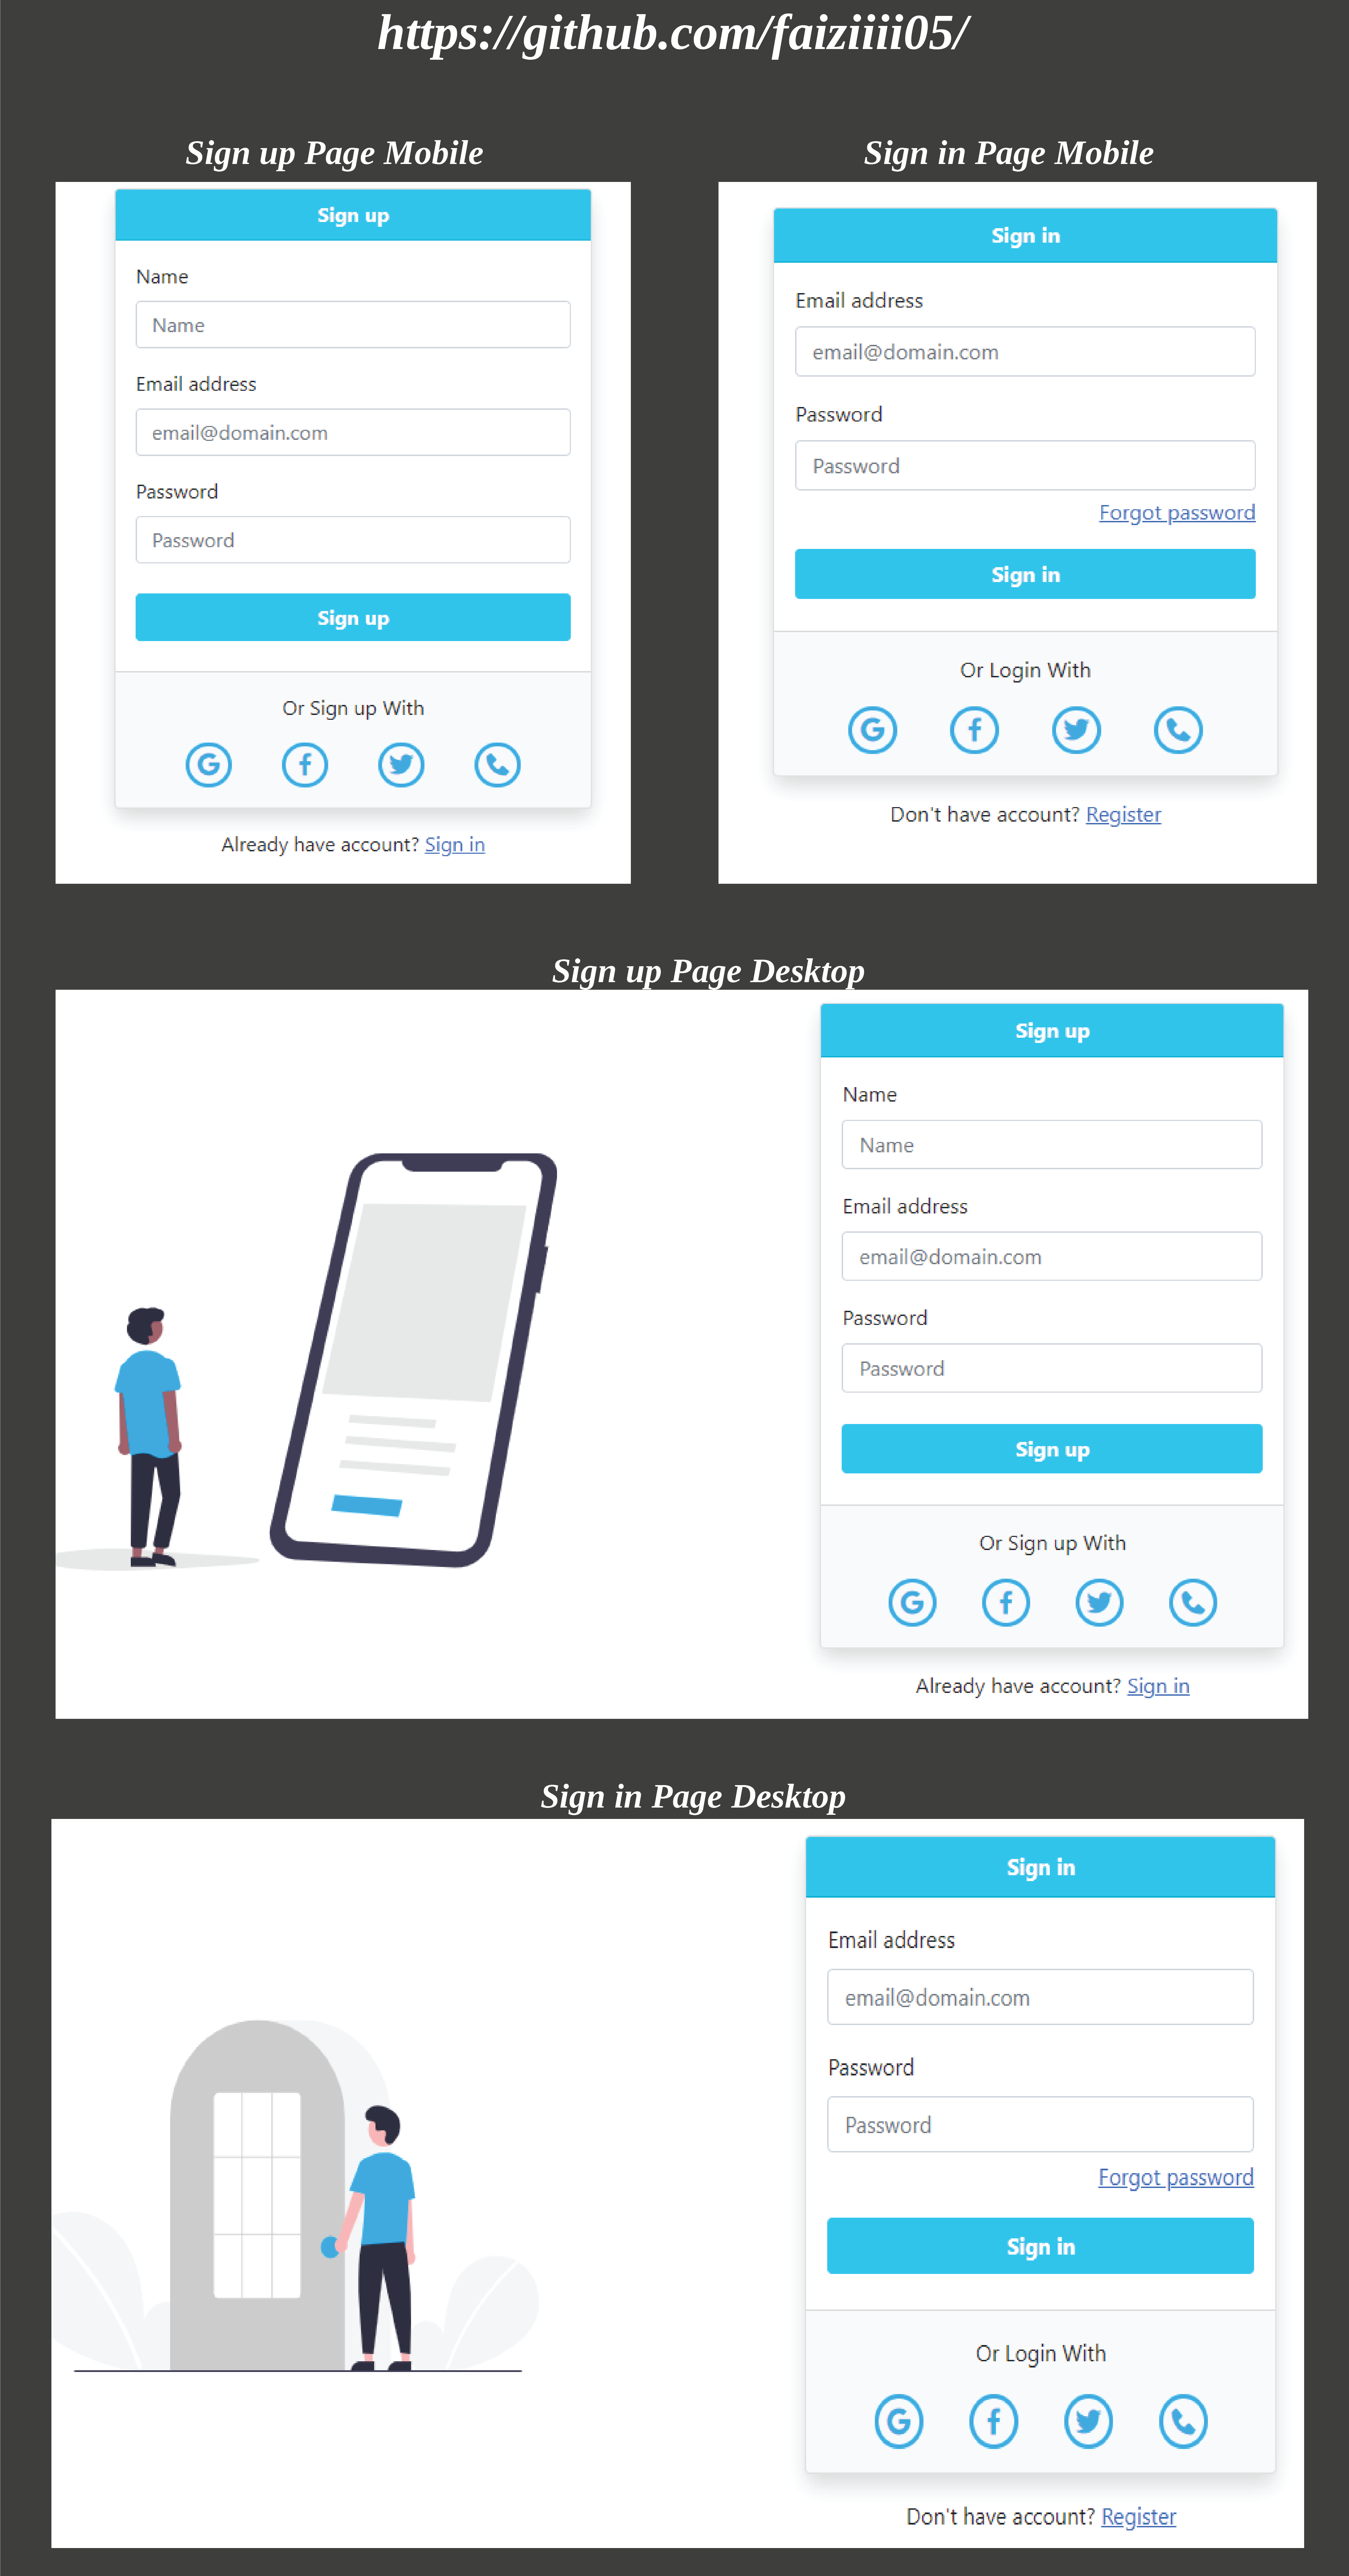 https://github.com/faiziiii05/
Sign up Page Mobile
Sign up
Name
Name
Email address
email@domain.com
Password
Password
Sign up
Or Sign up With
Already have account? Sign in
Sign in Page Mobile
Sign in
Email address
email@domain.com
Password
Password
Forgot password
Sign in
Or Login With
Don't have account? Register
Sign up Page Desktop
Sign up
Name
Name
Email address
email@domain.com
Password
Password
Sign up
Or Sign up With
Already have account? Sign in
Sign in Page Desktop
Sign in
Email address
email@domain.com
Password
Password
Forgot password
Sign in
Or Login With
Don't have account? Register